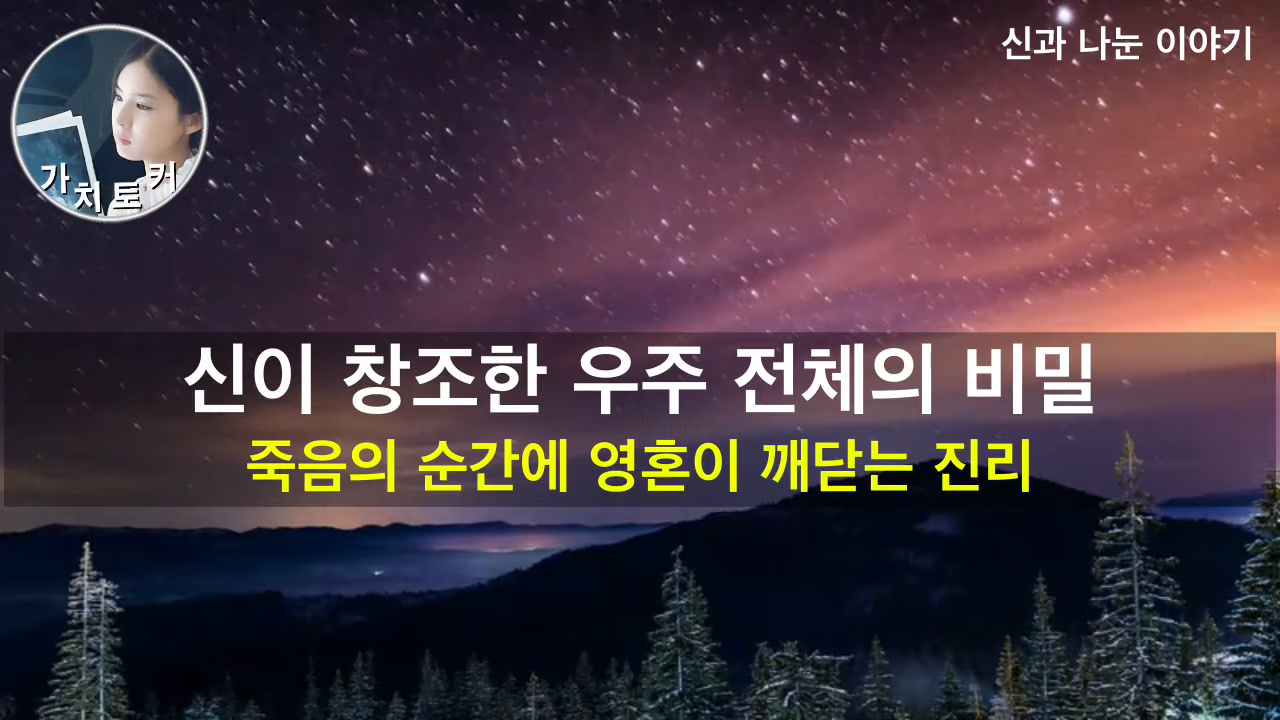 신과 나눈 이야기
가치토커
신이 창조한 우주 전체의 비밀
죽음의 순간에 영혼이 깨닫는 진리